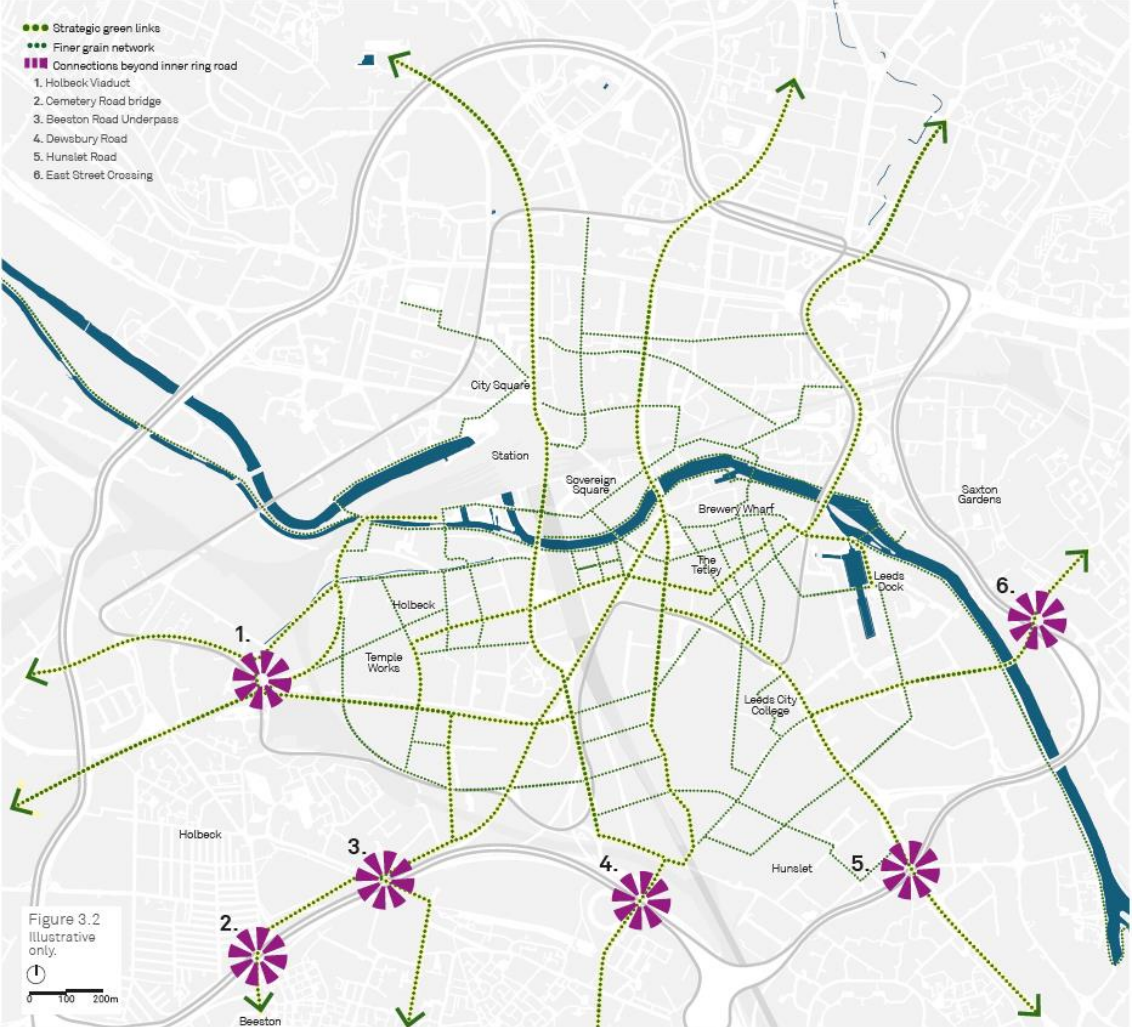 Strategic green links
Finer grain network
Connections beyond inner ring road
1. Holbeck Viaduct
2. Cemetery Road bridge
3. Beeston Road Underpass
4. Dewsbury Road
5. Hunslet Road
6. East Street Crossing
City Square
Station
Sovereign
Square
Brewery Wharf
Saxton
Gardens
The
Tetley
Leeds
Dock
6.
Holbeck
1.
Temple
Works
Leeds City
College
Holbeck
3.
4.
Hunslet
5.
2.
Figure 3.2
Illustrative
only.
0 100 200m
Beeston